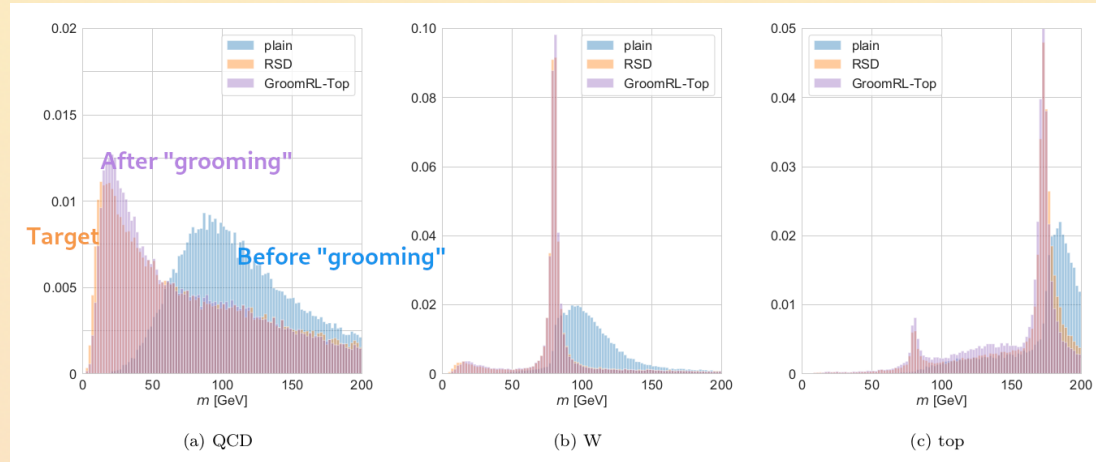 0.02
0.015
0.01
0.005
0
0
50
100
150
200
m [GeV]
plain
RSD
GroomRL-Top
After "grooming"
Target
Before "grooming"
(a) QCD
0.10
0.08
0.06
0.04
0.02
0
0
50
100
150
200
m [GeV]
plain
RSD
GroomRL-Top
(b) W
0.05
0.04
0.03
0.02
0.01
0
0
50
100
150
200
m [GeV]
plain
RSD
GroomRL-Top
(c) top